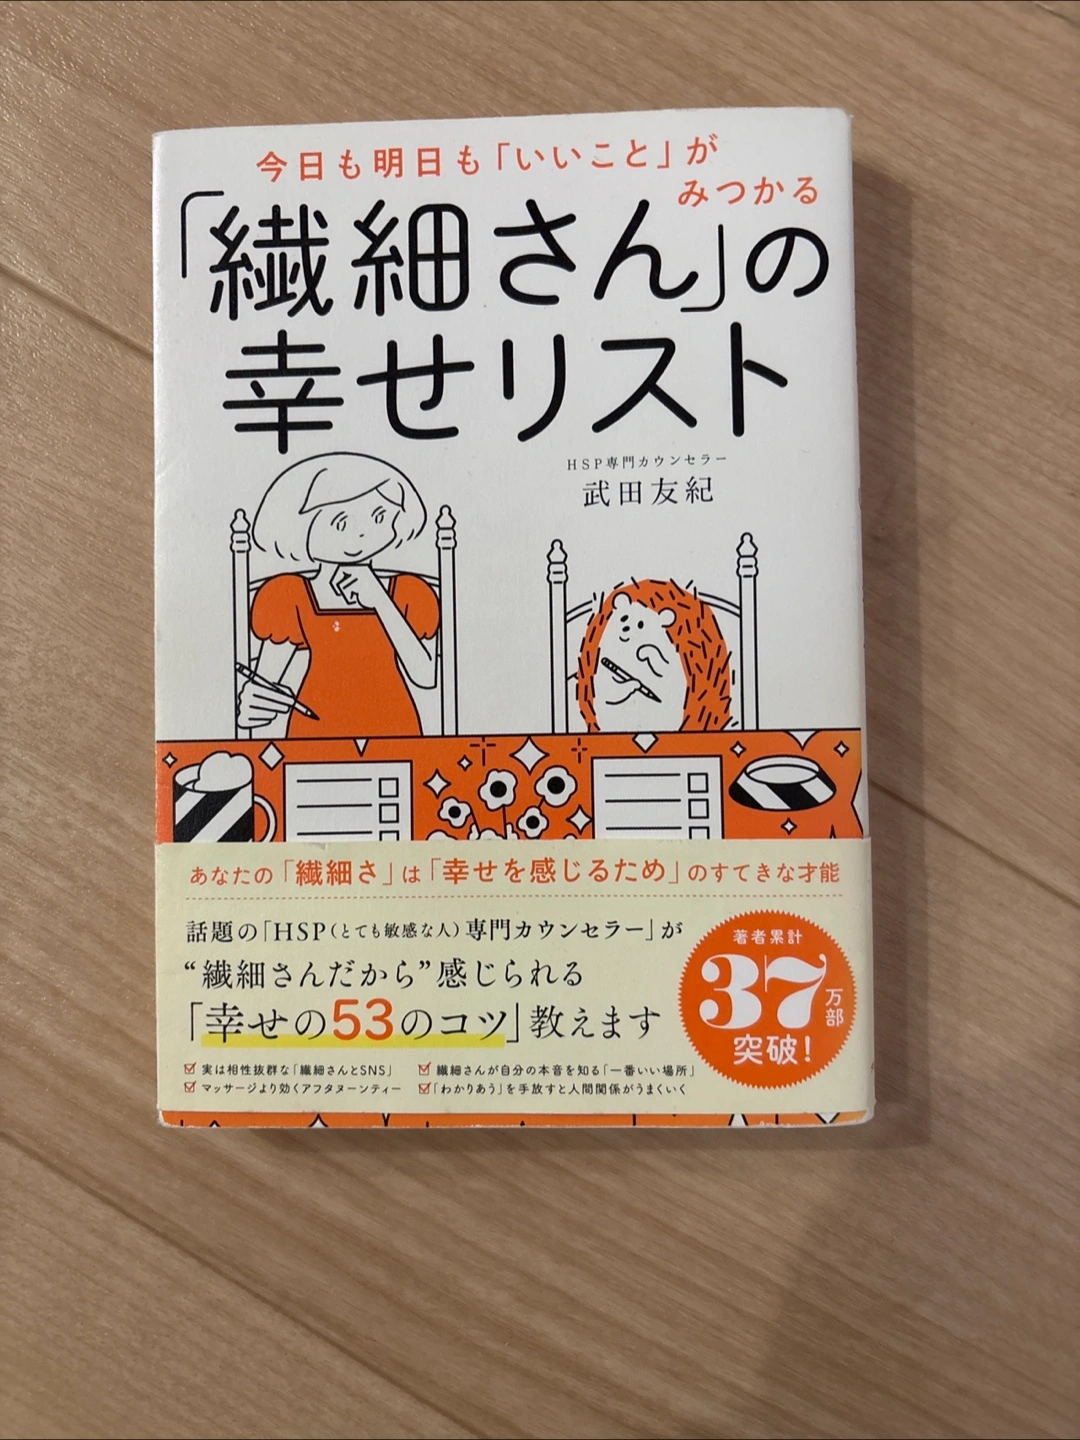 今日も明日も「いいこと」が
みつかる
「繊細さん」の
幸せリスト
HSP専門カウンセラー
武田友紀
あなたの「繊細さ」は「幸せを感じるため」のすてきな才能
話題の「HSP（とても敏感な人）専門カウンセラー」が
“繊細さんだから”感じられる
「幸せの53のコツ」教えます
実は相性抜群な「繊細さんとSNS」
マッサージより効くアフタヌーンティー
繊細さんが自分の本音を知る「一番いい場所」
「わかりあう」を手放すと人間関係がうまくいく
著者累計
37万部
突破！